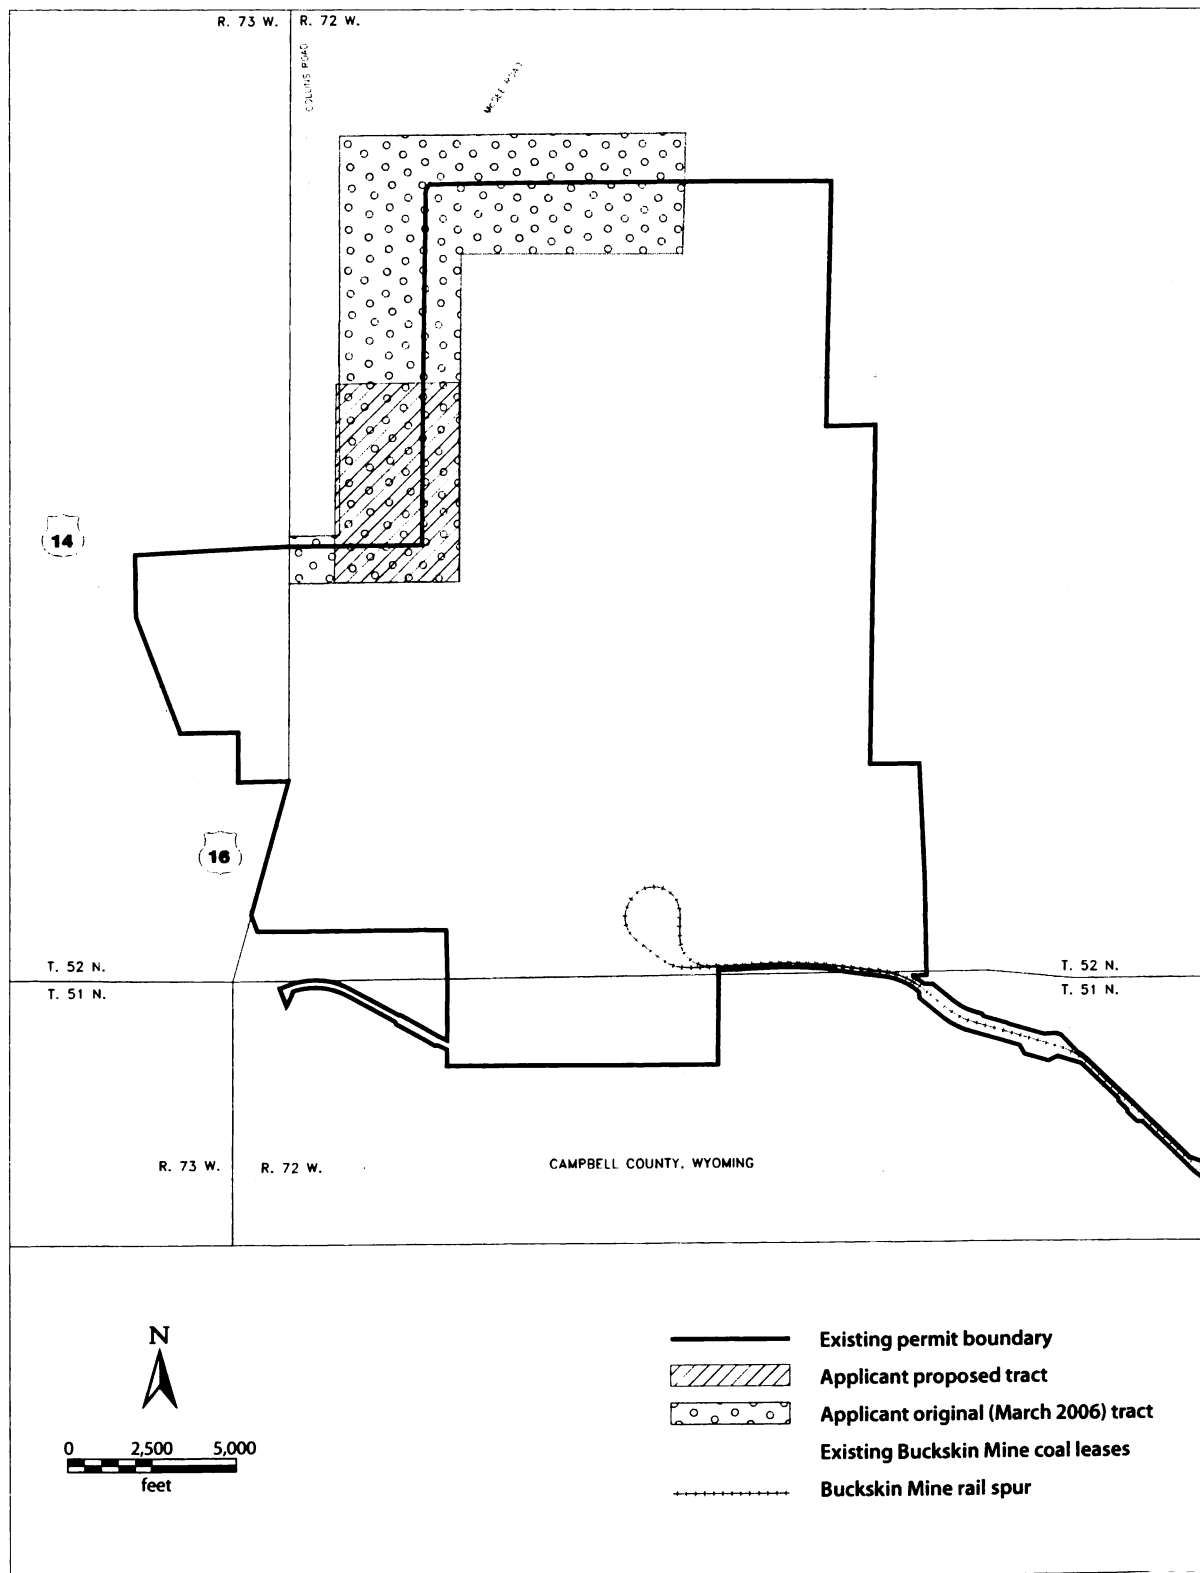 R. 73 W. R. 72 W.
COLLINS ROAD
MCGEE ROAD
14
16
T. 52 N.
T. 51 N.
T. 52 N.
T. 51 N.
R. 73 W. R. 72 W.
CAMPBELL COUNTY, WYOMING
N
0 2,500 5,000
feet
Existing permit boundary
Applicant proposed tract
Applicant original (March 2006) tract
Existing Buckskin Mine coal leases
Buckskin Mine rail spur